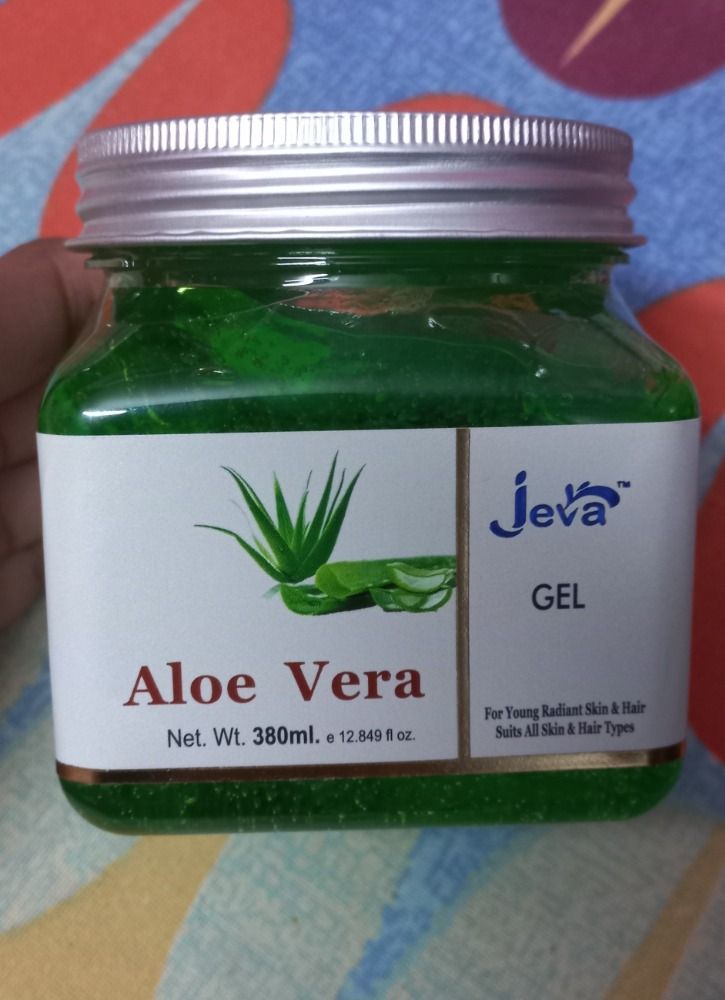 Jeva™
GEL
Aloe Vera
Net. Wt. 380ml. e 12.849 fl oz.
For Young Radiant Skin & Hair
Suits All Skin & Hair Types